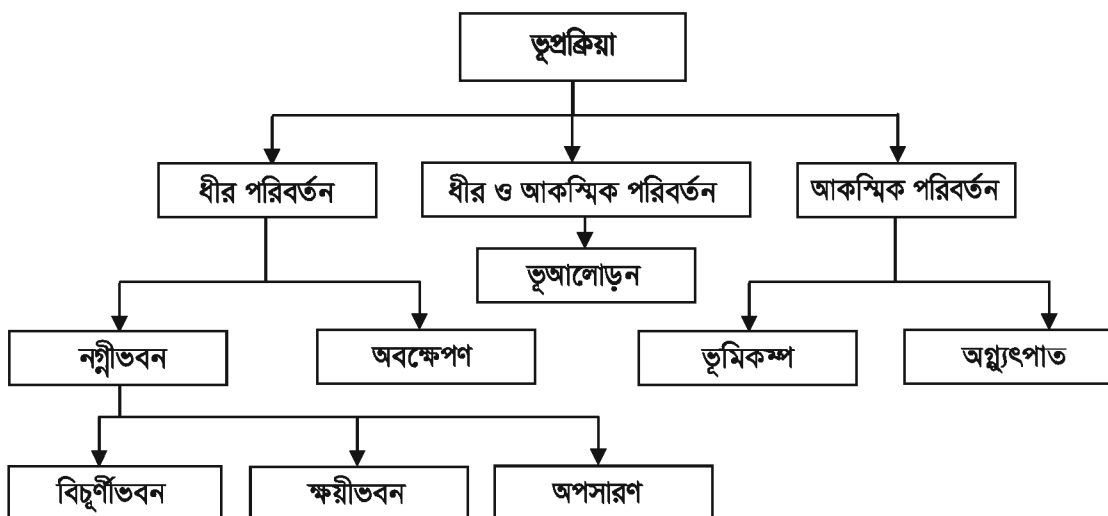 ভূপ্রক্রিয়া
ধীর পরিবর্তন
ধীর ও আকস্মিক পরিবর্তন
আকস্মিক পরিবর্তন
ভূআলোড়ন
নগ্নীভবন
অবক্ষেপণ
ভূমিকম্প
অগ্ন্যুৎপাত
বিচূর্ণীভবন
ক্ষয়ীভবন
অপসারণ